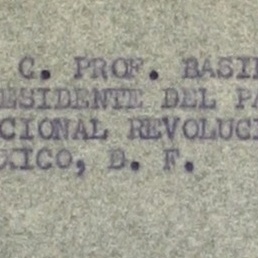 C. PROF. BASI
ESIDENTE DEL PA
CIONAL REVOLUCI
XICO, D. F.